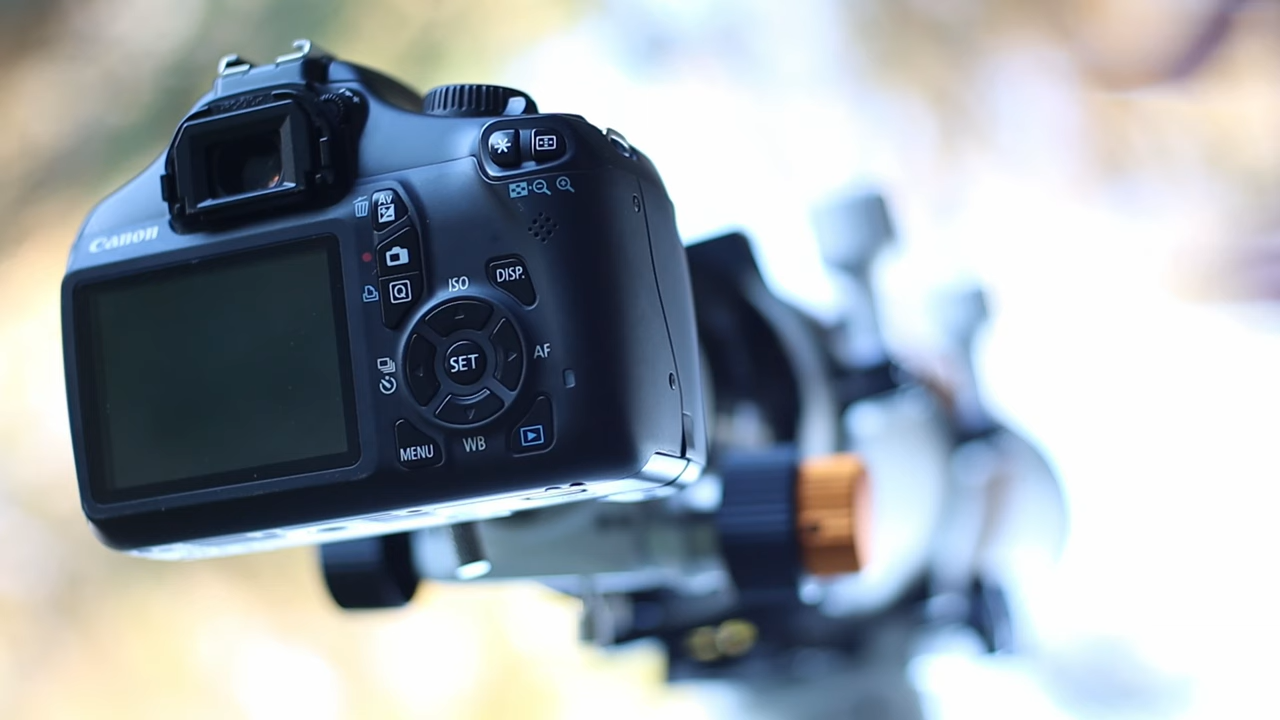 Canon
Av
Q
ISO
DISP.
SET
AF
MENU
WB